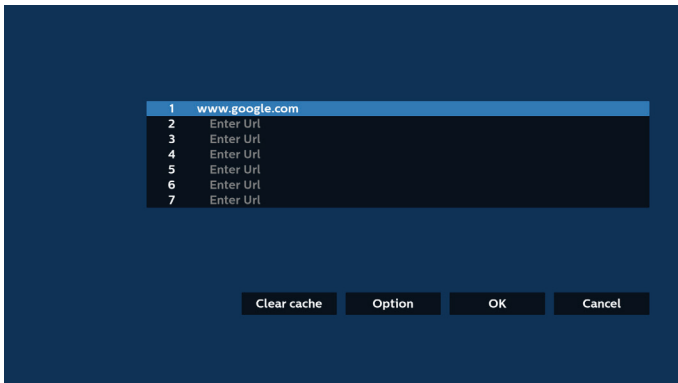 1 www.google.com
2 Enter Url
3 Enter Url
4 Enter Url
5 Enter Url
6 Enter Url
7 Enter Url
Clear cache Option OK Cancel